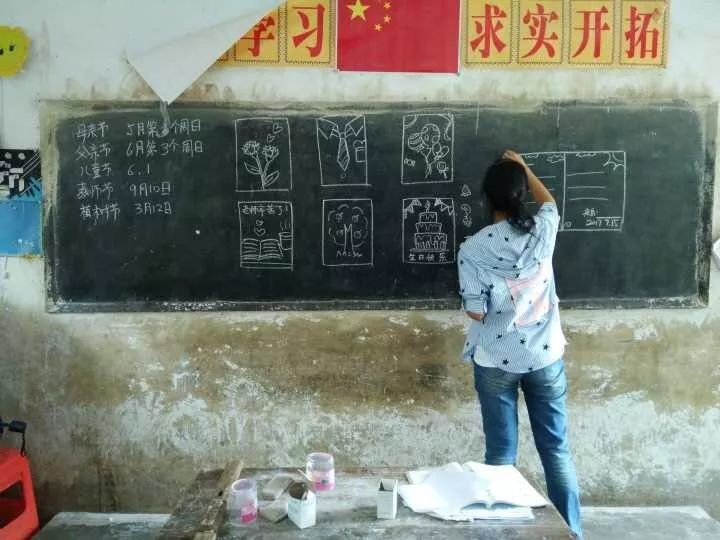 学习
求实开拓
母亲节 5月第2个周日
父亲节 6月第3个周日
儿童节 6.1
教师节 9月10日
植树节 3月12日
老师辛苦了!
生日快乐
2017.9.15